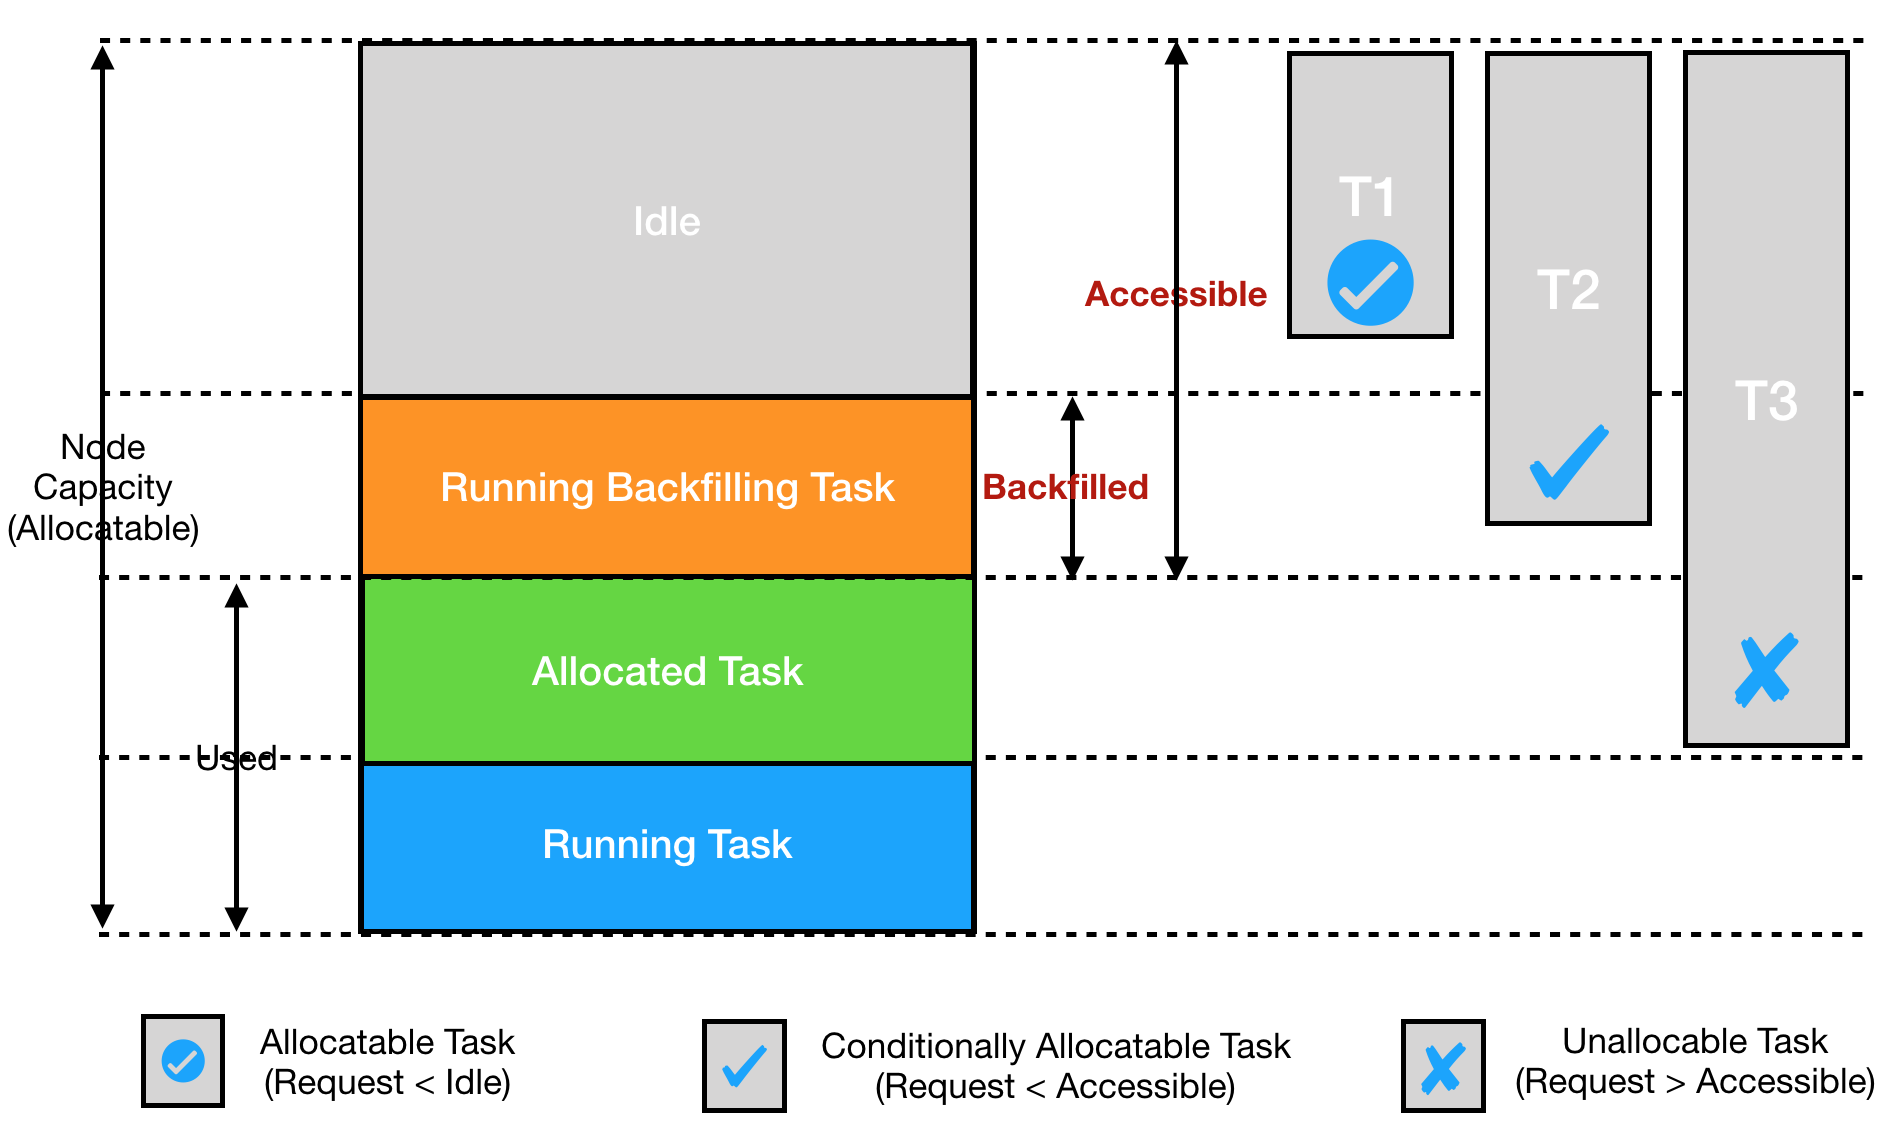 Idle
T1
T2
T3
Accessible
Node
Capacity
(Allocatable)
Running Backfilling Task
Backfilled
Allocated Task
Used
Running Task
Allocatable Task
(Request < Idle)
Conditionally Allocatable Task
(Request < Accessible)
Unallocable Task
(Request > Accessible)